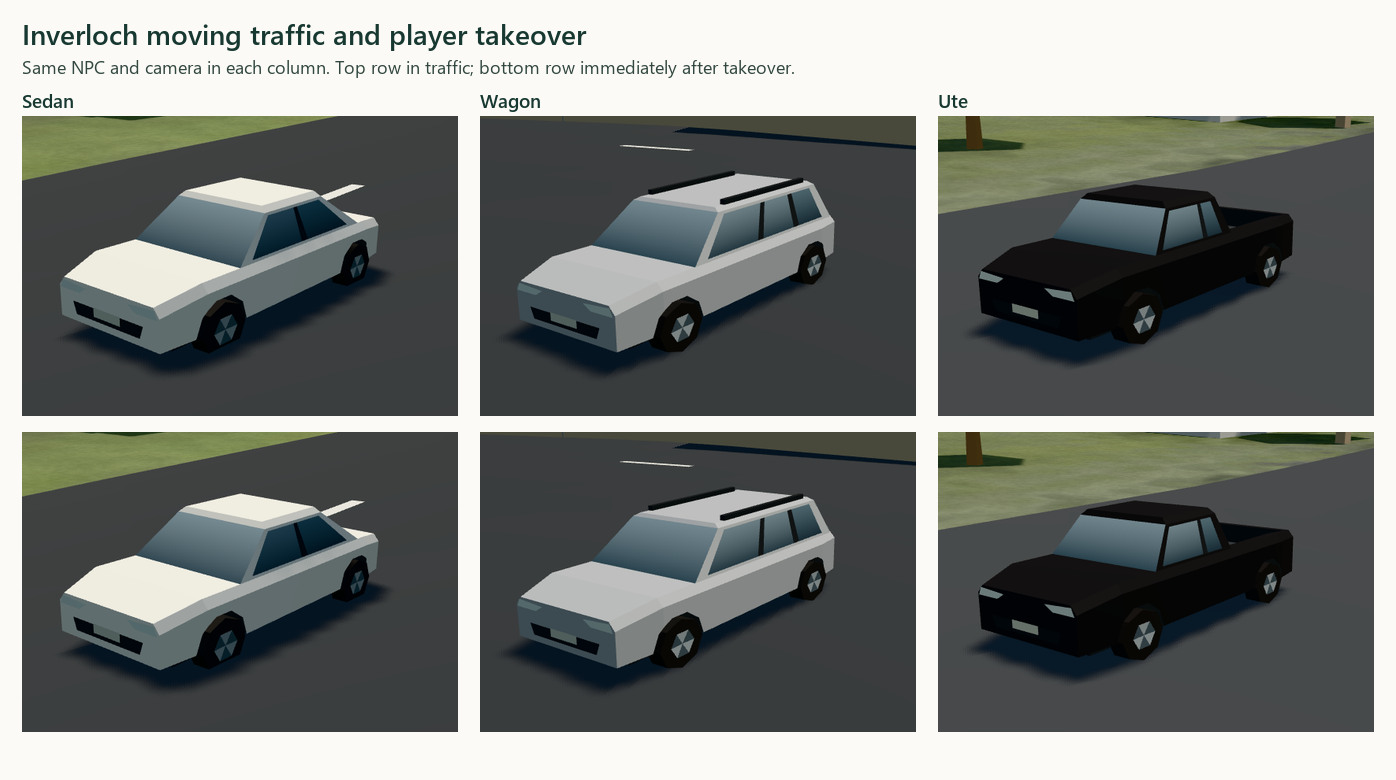 Inverloch moving traffic and player takeover
Same NPC and camera in each column. Top row in traffic; bottom row immediately after takeover.
Sedan
Wagon
Ute